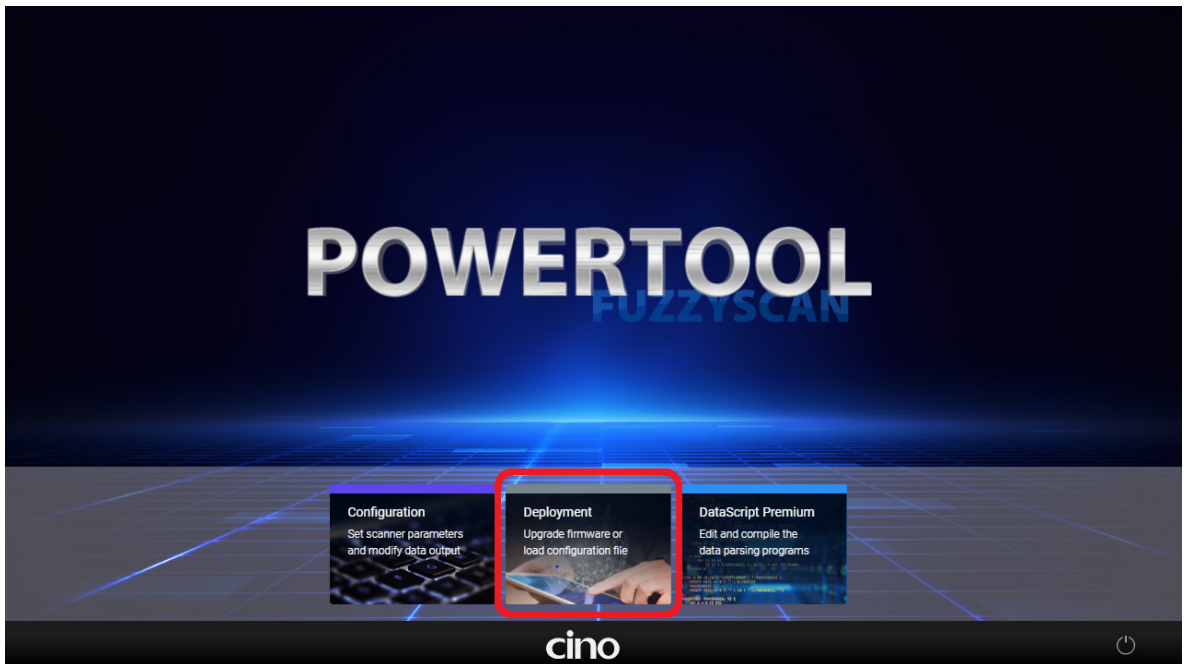 POWERTOOL
FUZZYSCAN
Configuration
Set scanner parameters
and modify data output
Deployment
Upgrade firmware or
load configuration file
DataScript Premium
Edit and compile the
data parsing programs
cino